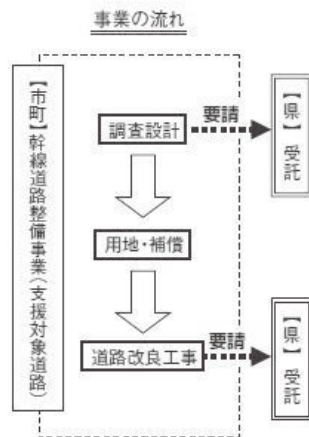 事業の流れ
【市町】幹線道路整備事業(支援対象道路)
調査設計
要請
【県】受託
用地・補償
道路改良工事
要請
【県】受託